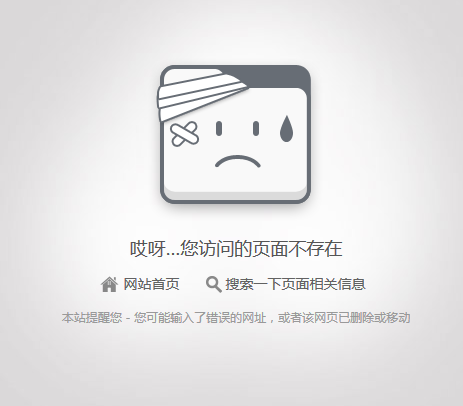 哎呀…您访问的页面不存在
网站首页 搜索一下页面相关信息
本站提醒您 - 您可能输入了错误的网址，或者该网页已删除或移动